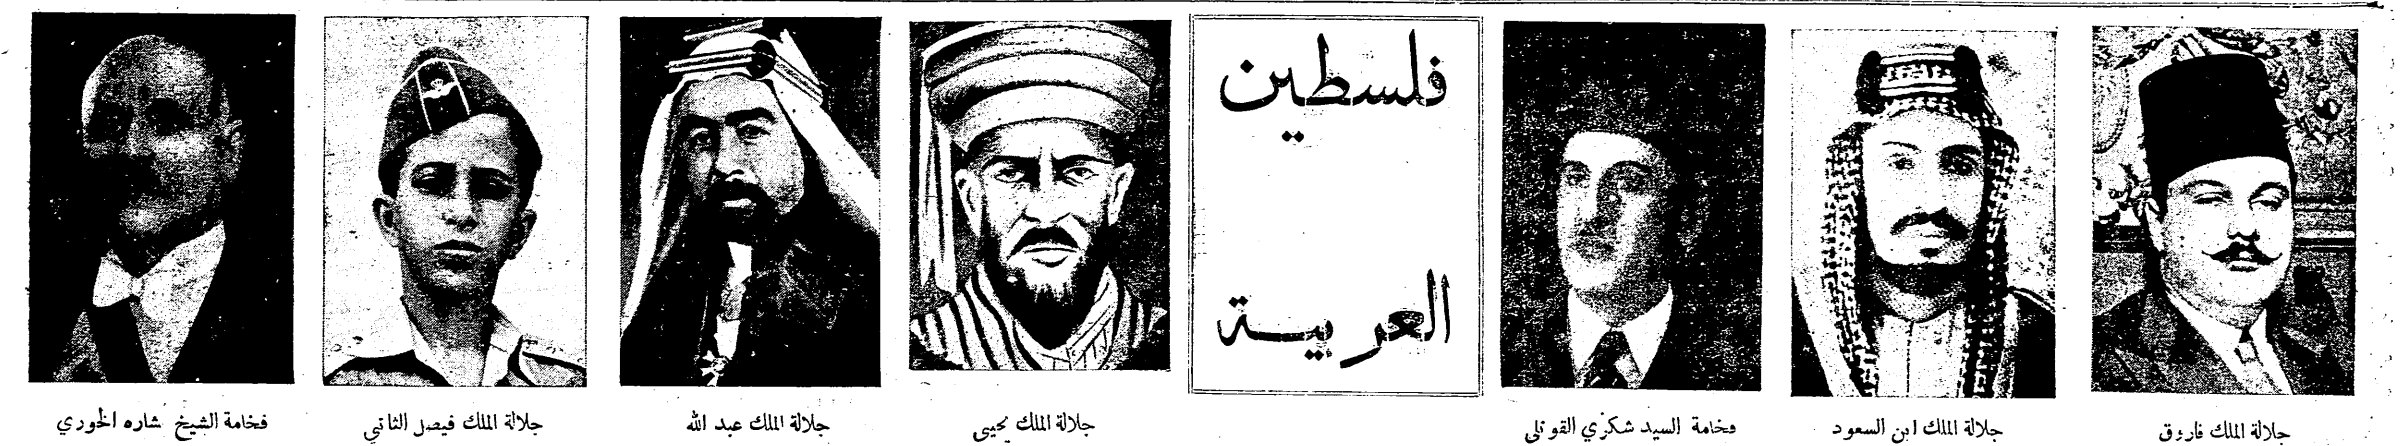 فلسطين
العربية
جلالة الملك فاروق
جلالة الملك ابن السعود
فخامة السيد شكري القوتلي
جلالة الملك يحيى
جلالة الملك عبد الله
جلالة الملك فيصل الثاني
فخامة الشيخ بشاره الخوري